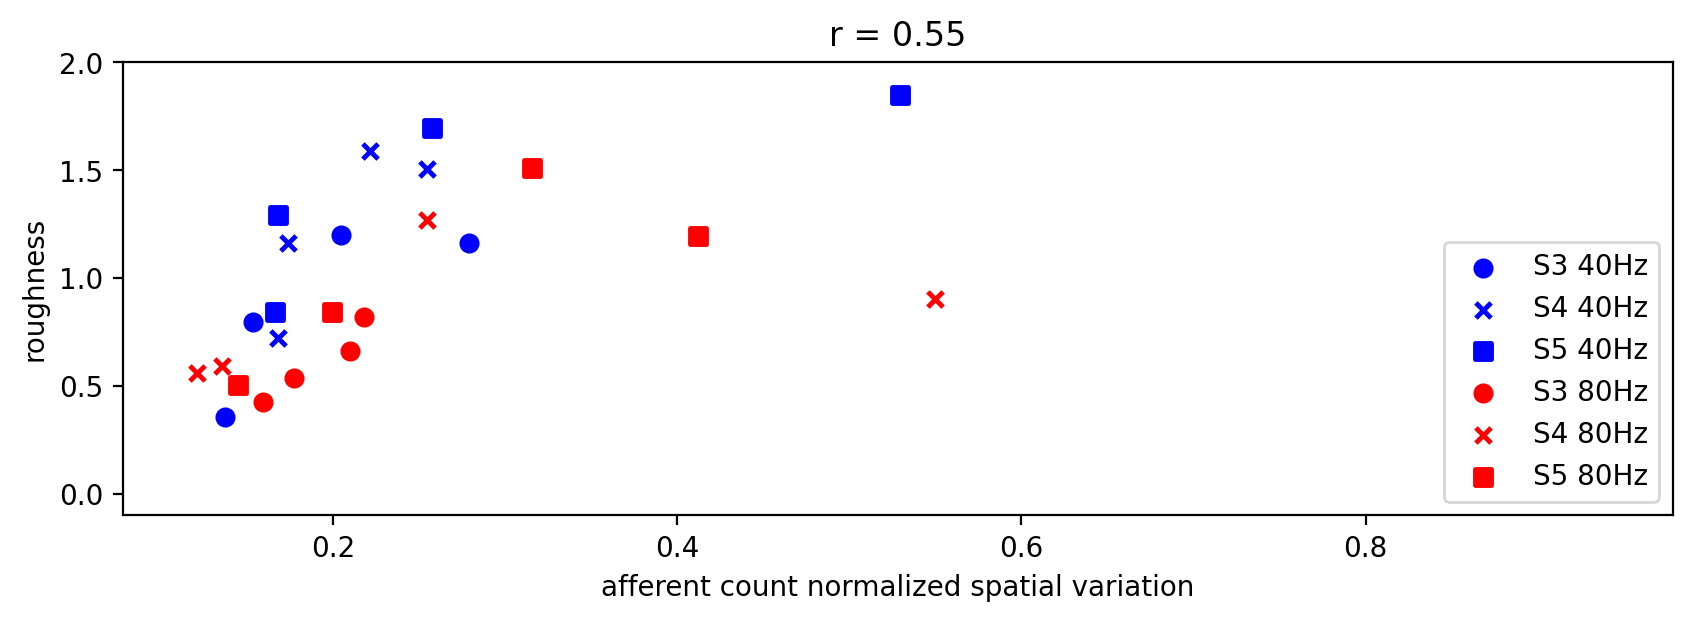 r = 0.55
2.0
1.5
1.0
0.5
0.0
roughness
S3 40Hz
S4 40Hz
S5 40Hz
S3 80Hz
S4 80Hz
S5 80Hz
0.2 0.4 0.6 0.8
afferent count normalized spatial variation